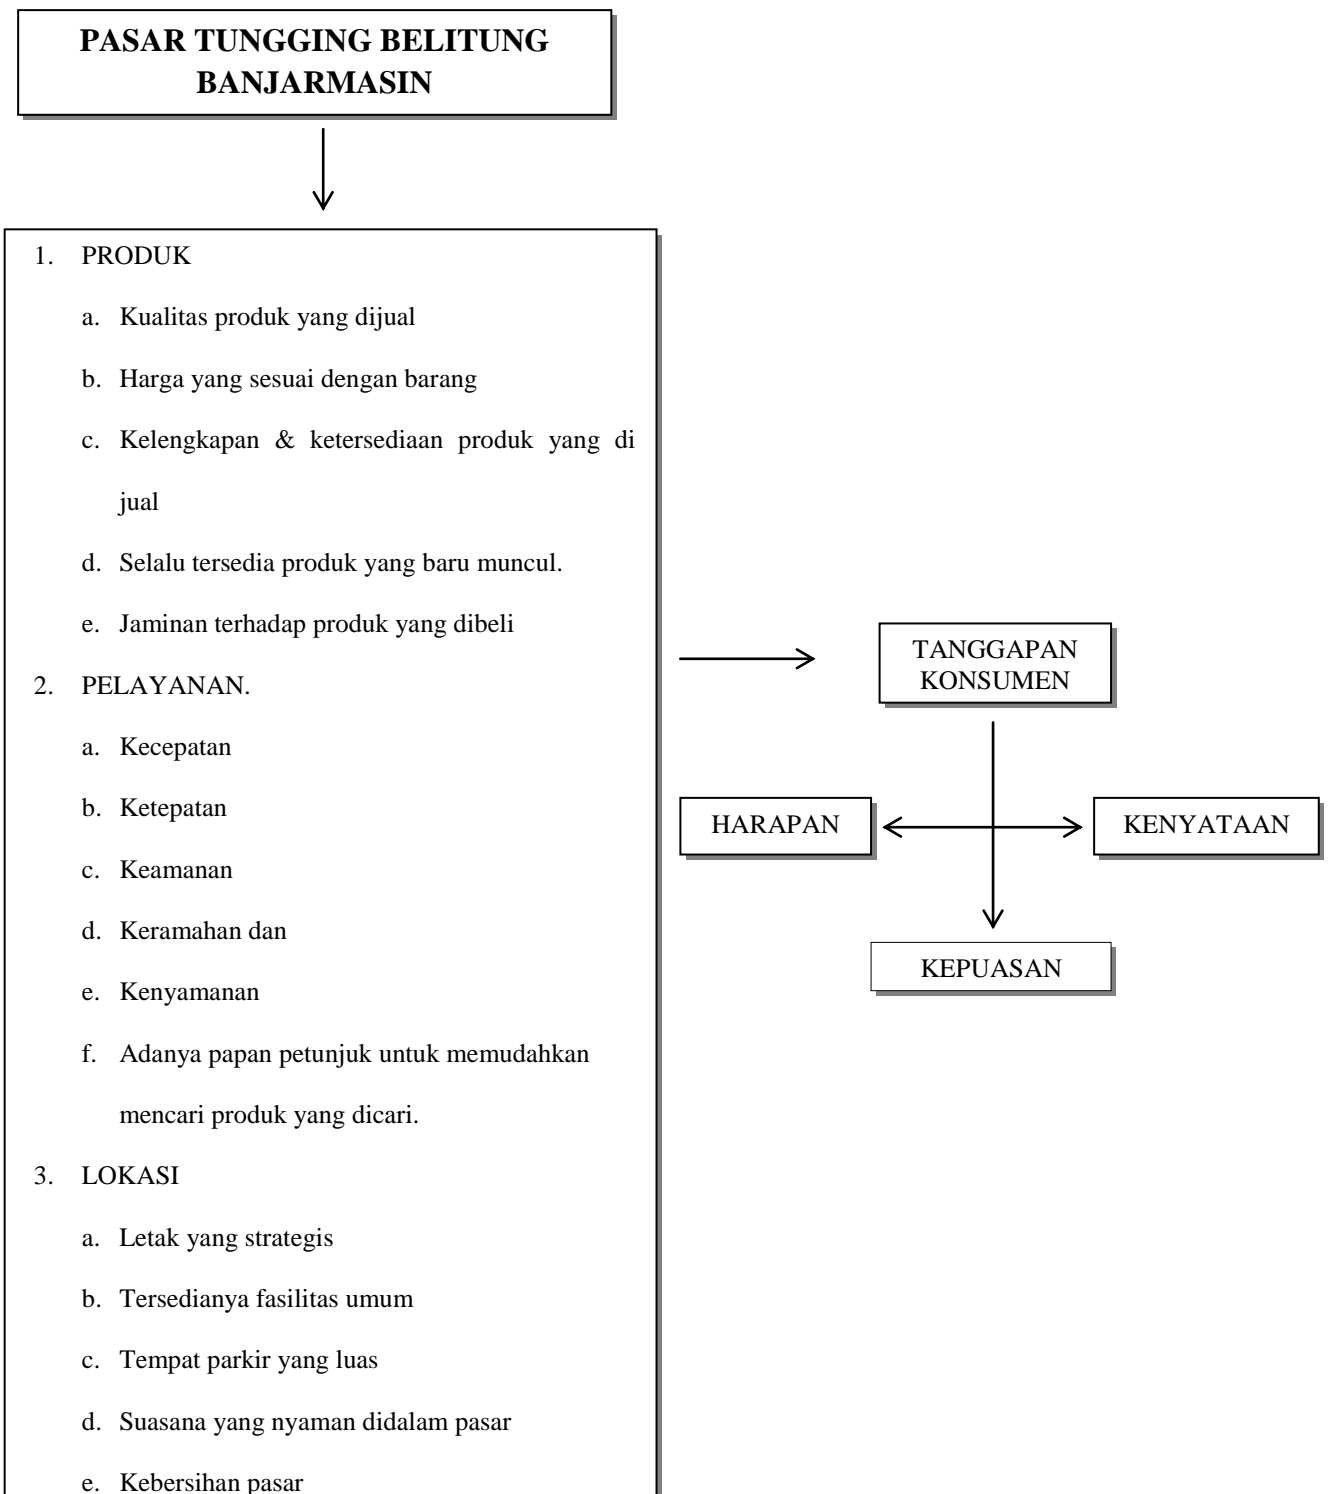 PASAR TUNGGING BELITUNG
BANJARMASIN
1. PRODUK
a. Kualitas produk yang dijual
b. Harga yang sesuai dengan barang
c. Kelengkapan & ketersediaan produk yang di
jual
d. Selalu tersedia produk yang baru muncul.
e. Jaminan terhadap produk yang dibeli
2. PELAYANAN.
a. Kecepatan
b. Ketepatan
c. Keamanan
d. Keramahan dan
e. Kenyamanan
f. Adanya papan petunjuk untuk memudahkan
mencari produk yang dicari.
3. LOKASI
a. Letak yang strategis
b. Tersedianya fasilitas umum
c. Tempat parkir yang luas
d. Suasana yang nyaman didalam pasar
e. Kebersihan pasar
TANGGAPAN
KONSUMEN
HARAPAN
KENYATAAN
KEPUASAN